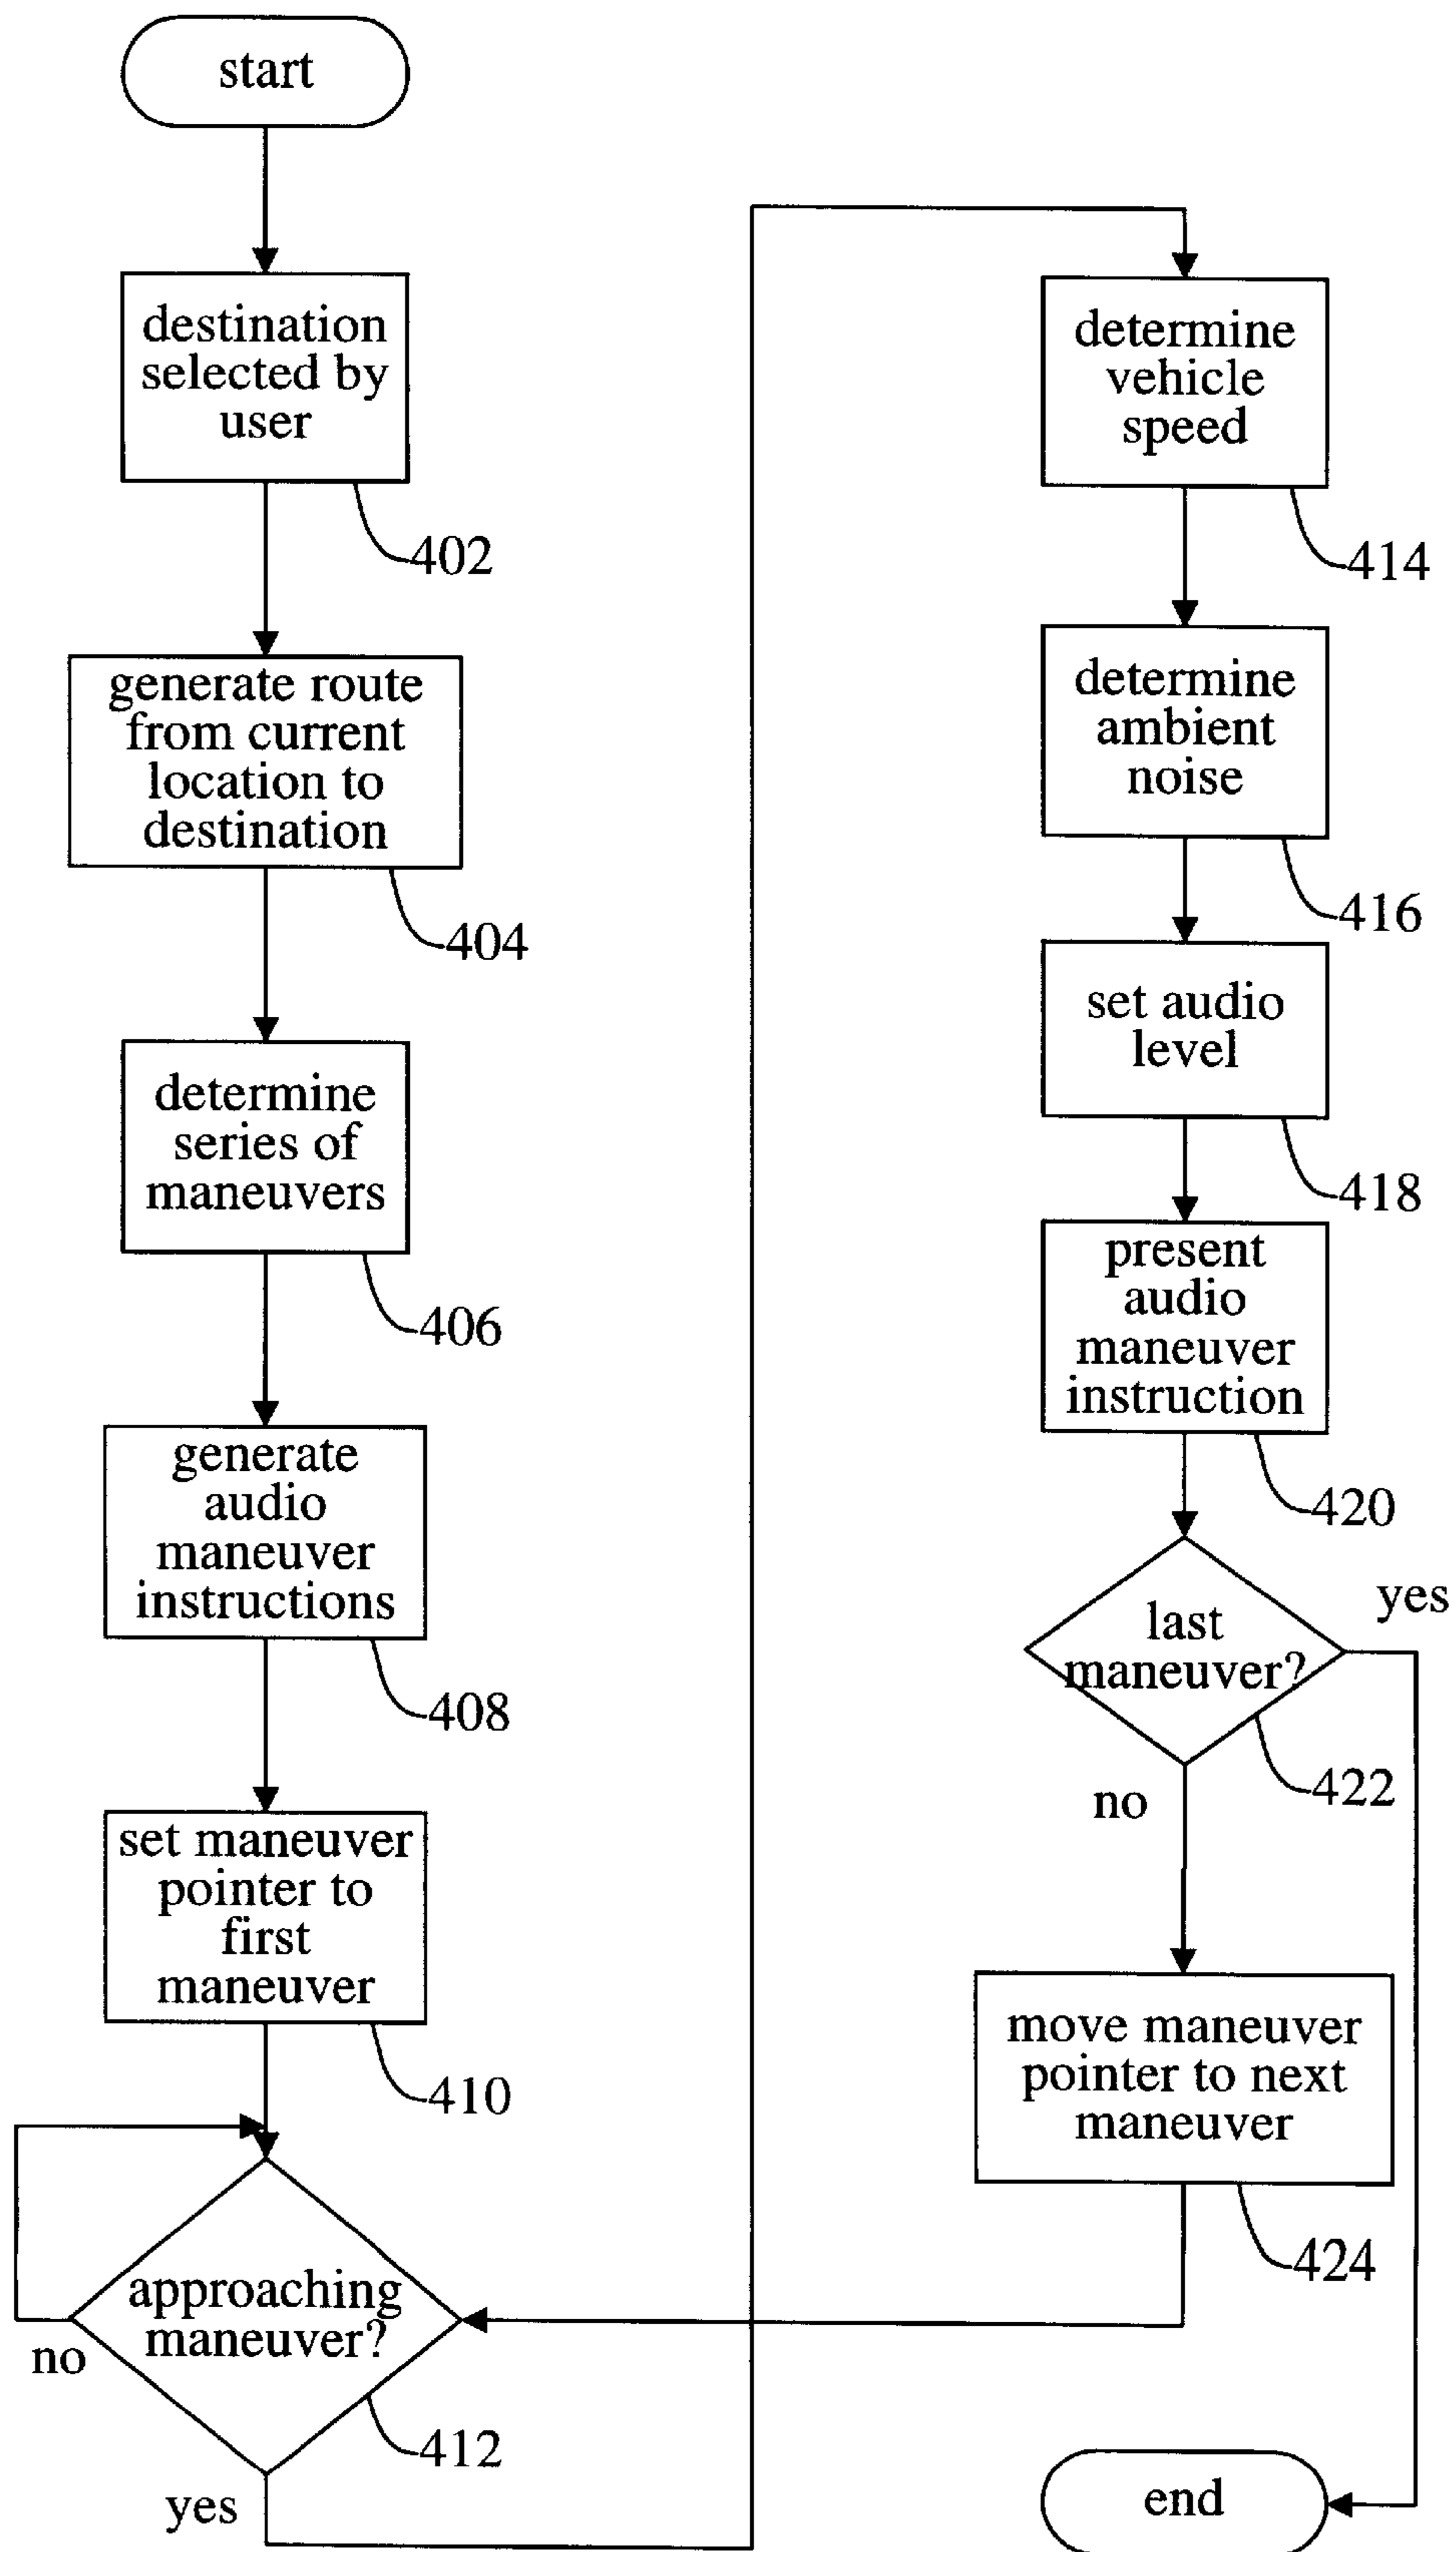 start
destination
selected by
user
402
generate route
from current
location to
destination
404
determine
series of
maneuvers
406
generate
audio
maneuver
instructions
408
set maneuver
pointer to
first
maneuver
410
approaching
maneuver?
no
412
yes
determine
vehicle
speed
414
determine
ambient
noise
416
set audio
level
418
present
audio
maneuver
instruction
420
last
maneuver?
yes
422
no
move maneuver
pointer to next
maneuver
424
end